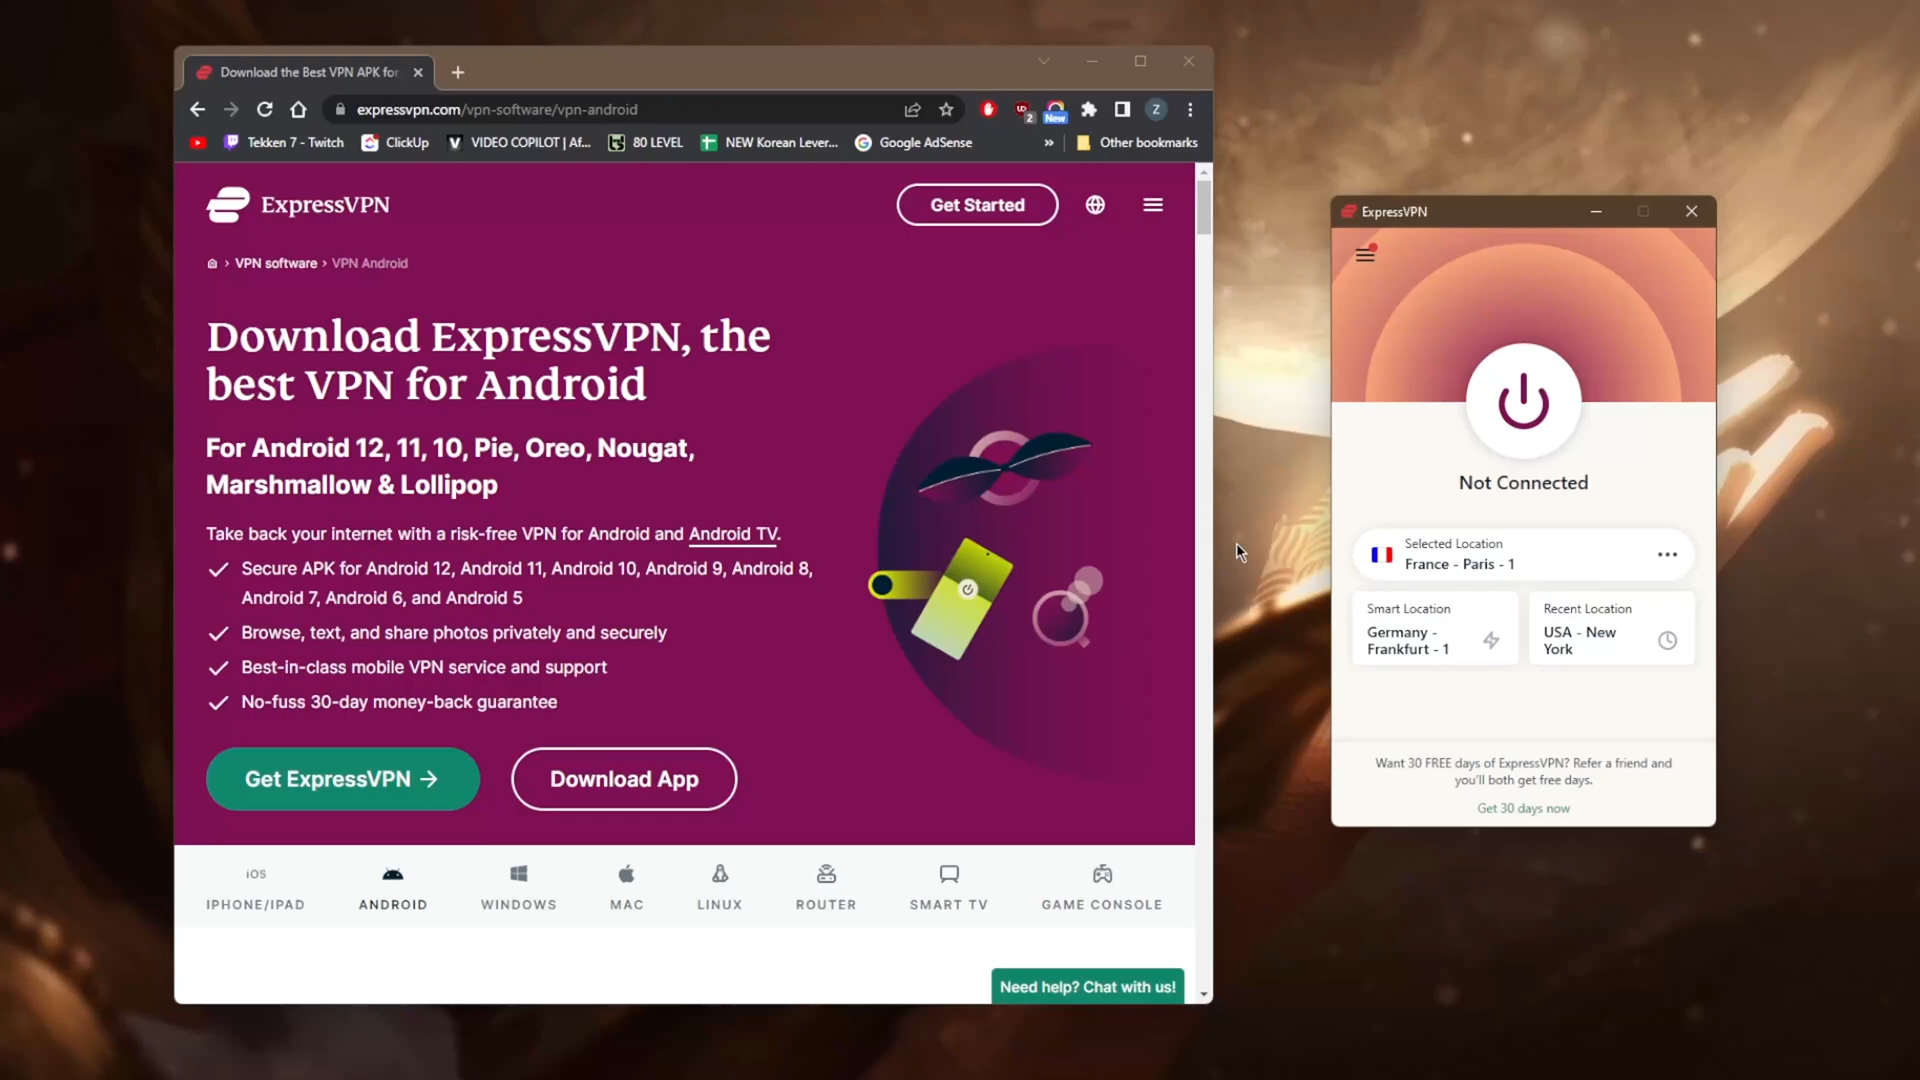 Download the Best VPN APK for
expressvpn.com/vpn-software/vpn-android
2
New
Z
Tekken 7 - Twitch
ClickUp
VIDEO COPILOT | Af...
80 LEVEL
NEW Korean Lever...
Google AdSense
Other bookmarks
ExpressVPN
Get Started
VPN software › VPN Android
Download ExpressVPN, the
best VPN for Android
For Android 12, 11, 10, Pie, Oreo, Nougat,
Marshmallow & Lollipop
Take back your internet with a risk-free VPN for Android and Android TV.
Secure APK for Android 12, Android 11, Android 10, Android 9, Android 8,
Android 7, Android 6, and Android 5
Browse, text, and share photos privately and securely
Best-in-class mobile VPN service and support
No-fuss 30-day money-back guarantee
Get ExpressVPN →
Download App
iOS
IPHONE/IPAD
ANDROID
WINDOWS
MAC
LINUX
ROUTER
SMART TV
GAME CONSOLE
Need help? Chat with us!
ExpressVPN
Not Connected
Selected Location
France - Paris - 1
Smart Location
Germany -
Frankfurt - 1
Recent Location
USA - New
York
Want 30 FREE days of ExpressVPN? Refer a friend and
you'll both get free days.
Get 30 days now